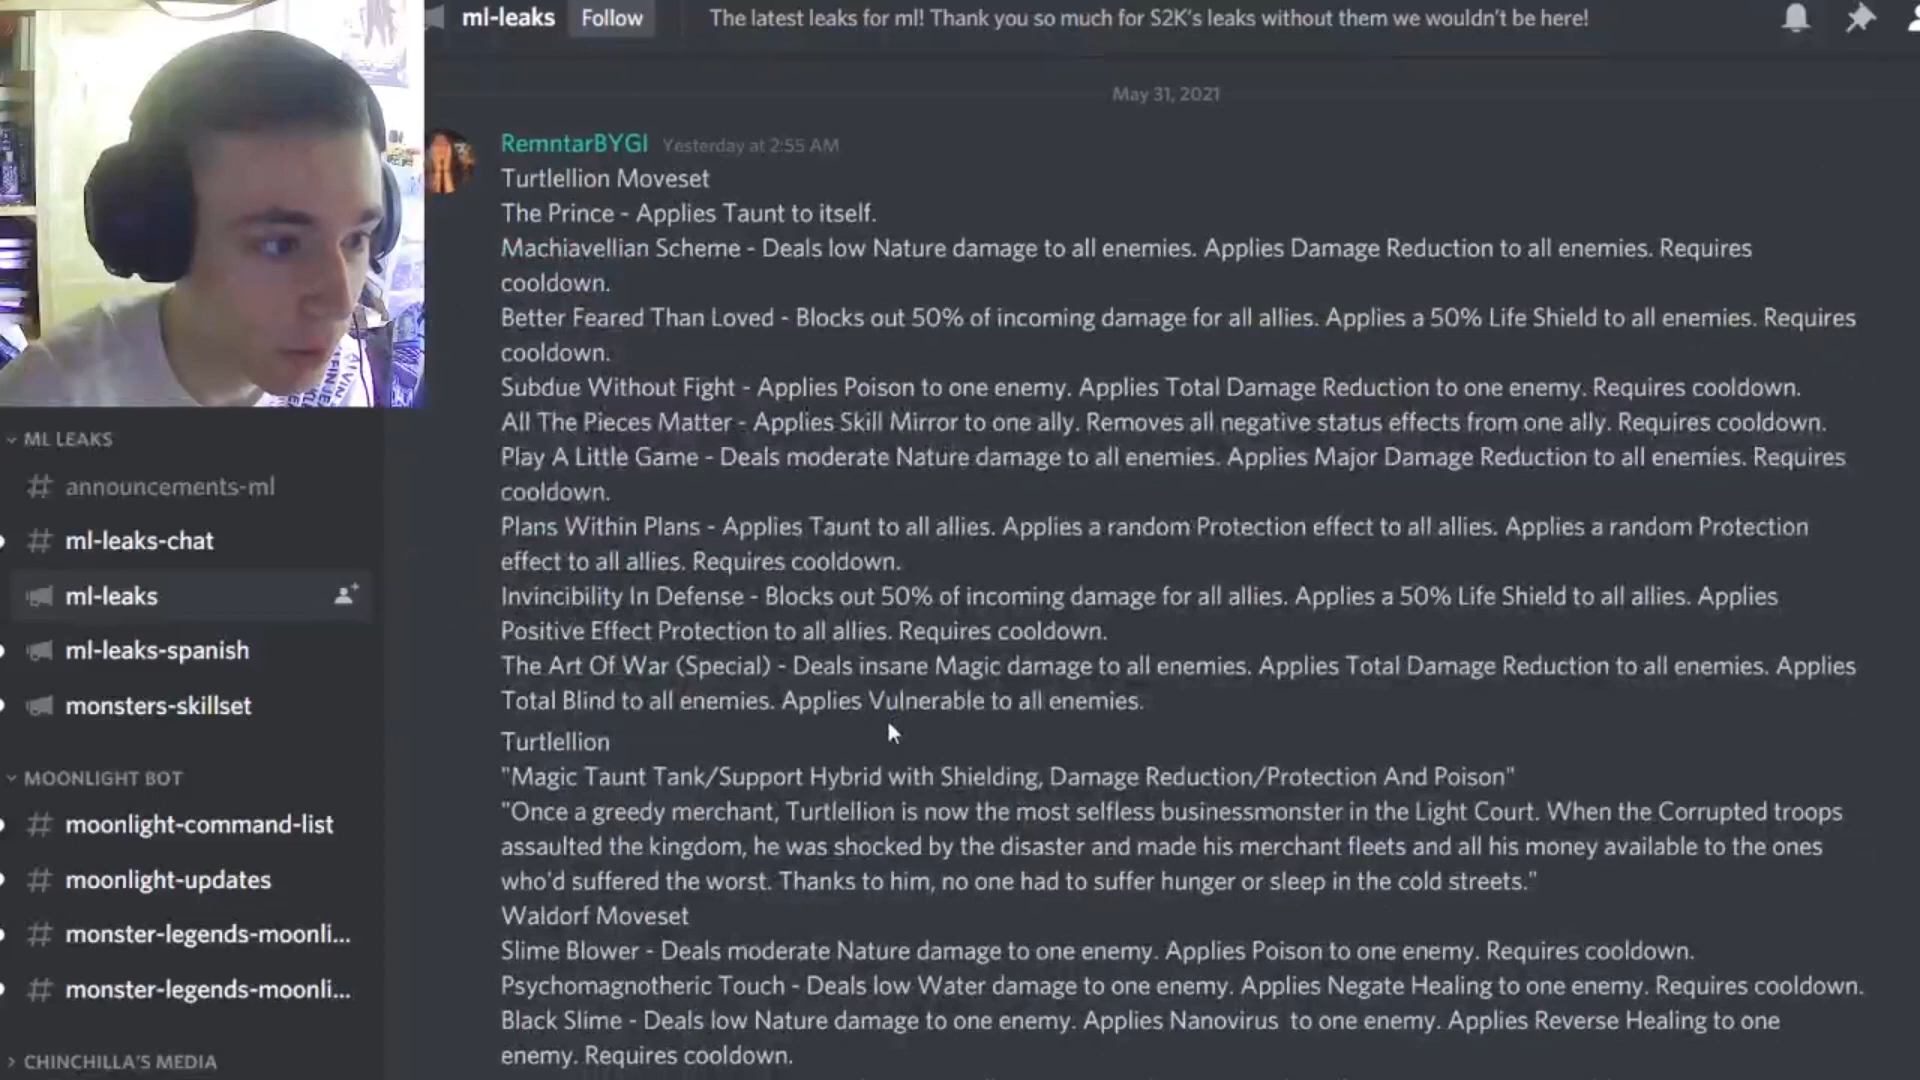 ml-leaks Follow The latest leaks for ml! Thank you so much for S2K's leaks without them we wouldn't be here!
May 31, 2021
RemntarBYGI Yesterday at 2:55 AM
Turtlellion Moveset
The Prince - Applies Taunt to itself.
Machiavellian Scheme - Deals low Nature damage to all enemies. Applies Damage Reduction to all enemies. Requires
cooldown.
Better Feared Than Loved - Blocks out 50% of incoming damage for all allies. Applies a 50% Life Shield to all enemies. Requires
cooldown.
Subdue Without Fight - Applies Poison to one enemy. Applies Total Damage Reduction to one enemy. Requires cooldown.
All The Pieces Matter - Applies Skill Mirror to one ally. Removes all negative status effects from one ally. Requires cooldown.
Play A Little Game - Deals moderate Nature damage to all enemies. Applies Major Damage Reduction to all enemies. Requires
cooldown.
Plans Within Plans - Applies Taunt to all allies. Applies a random Protection effect to all allies. Applies a random Protection
effect to all allies. Requires cooldown.
Invincibility In Defense - Blocks out 50% of incoming damage for all allies. Applies a 50% Life Shield to all allies. Applies
Positive Effect Protection to all allies. Requires cooldown.
The Art Of War (Special) - Deals insane Magic damage to all enemies. Applies Total Damage Reduction to all enemies. Applies
Total Blind to all enemies. Applies Vulnerable to all enemies.
Turtlellion
"Magic Taunt Tank/Support Hybrid with Shielding, Damage Reduction/Protection And Poison"
"Once a greedy merchant, Turtlellion is now the most selfless businessmonster in the Light Court. When the Corrupted troops
assaulted the kingdom, he was shocked by the disaster and made his merchant fleets and all his money available to the ones
who'd suffered the worst. Thanks to him, no one had to suffer hunger or sleep in the cold streets."
Waldorf Moveset
Slime Blower - Deals moderate Nature damage to one enemy. Applies Poison to one enemy. Requires cooldown.
Psychomagnotheric Touch - Deals low Water damage to one enemy. Applies Negate Healing to one enemy. Requires cooldown.
Black Slime - Deals low Nature damage to one enemy. Applies Nanovirus to one enemy. Applies Reverse Healing to one
enemy. Requires cooldown.
ML LEAKS
# announcements-ml
# ml-leaks-chat
ml-leaks
ml-leaks-spanish
monsters-skillset
MOONLIGHT BOT
# moonlight-command-list
# moonlight-updates
# monster-legends-moonli...
# monster-legends-moonli...
CHINCHILLA'S MEDIA